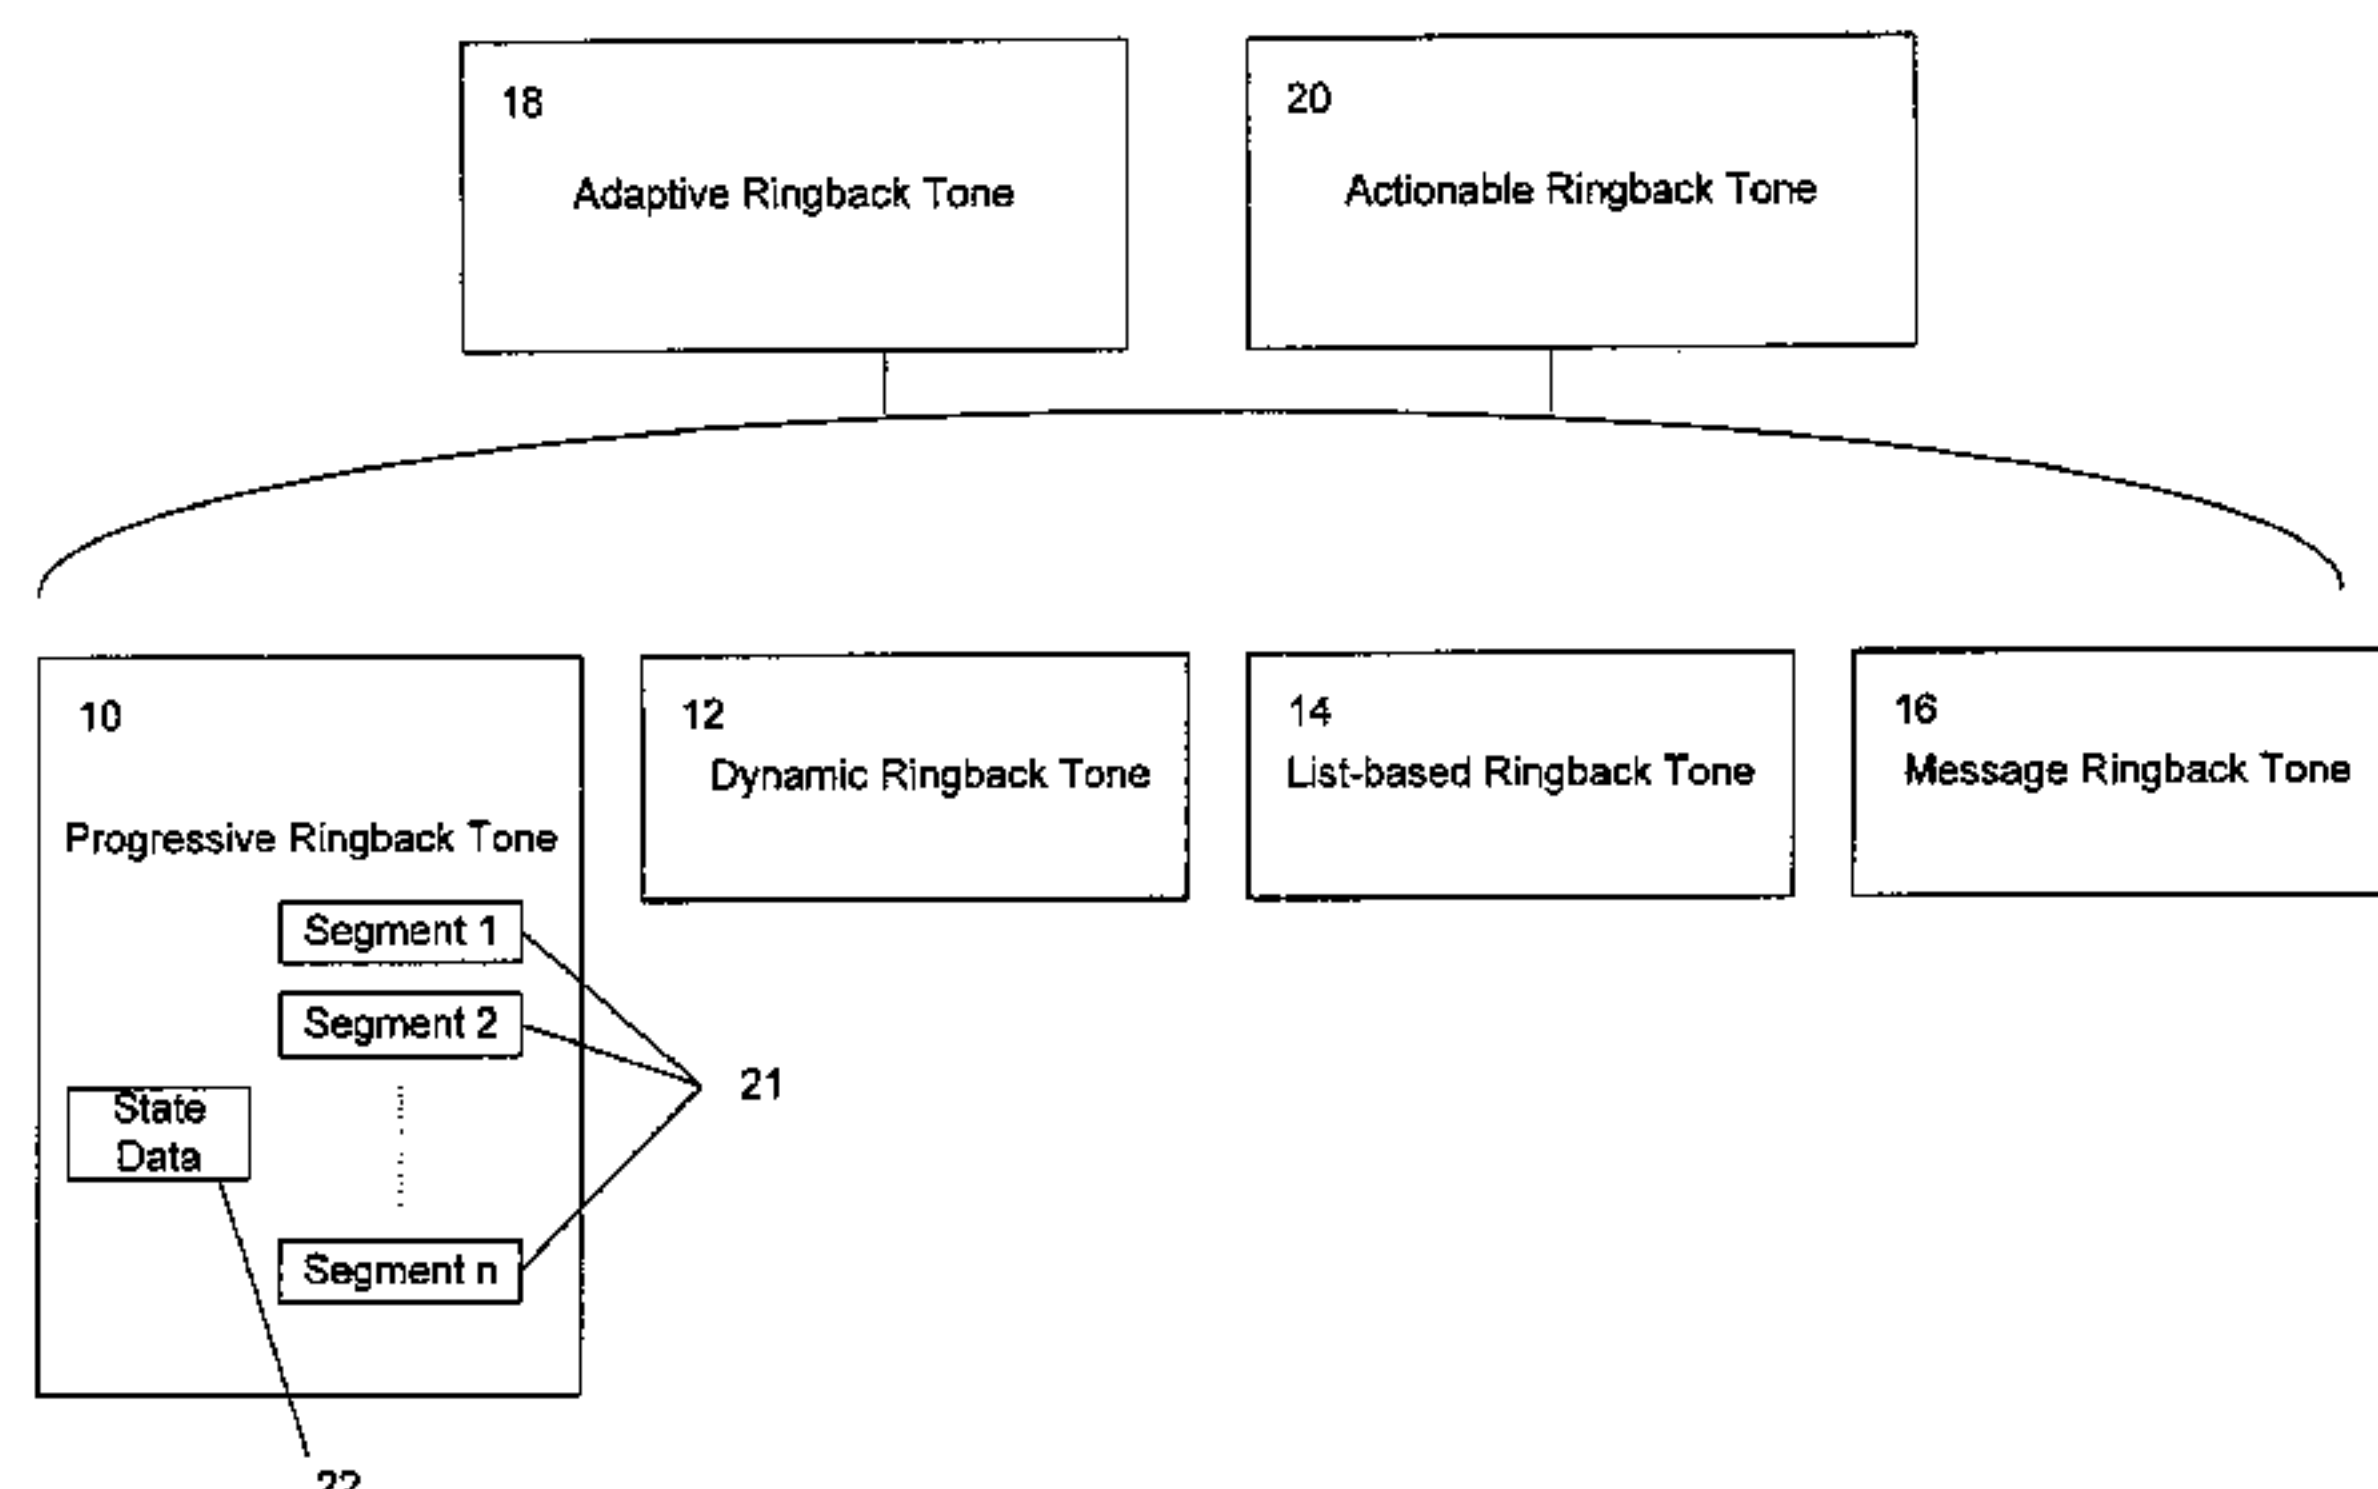 18
Adaptive Ringback Tone
20
Actionable Ringback Tone
10
Progressive Ringback Tone
Segment 1
Segment 2
State
Data
Segment n
21
22
12
Dynamic Ringback Tone
14
List-based Ringback Tone
16
Message Ringback Tone